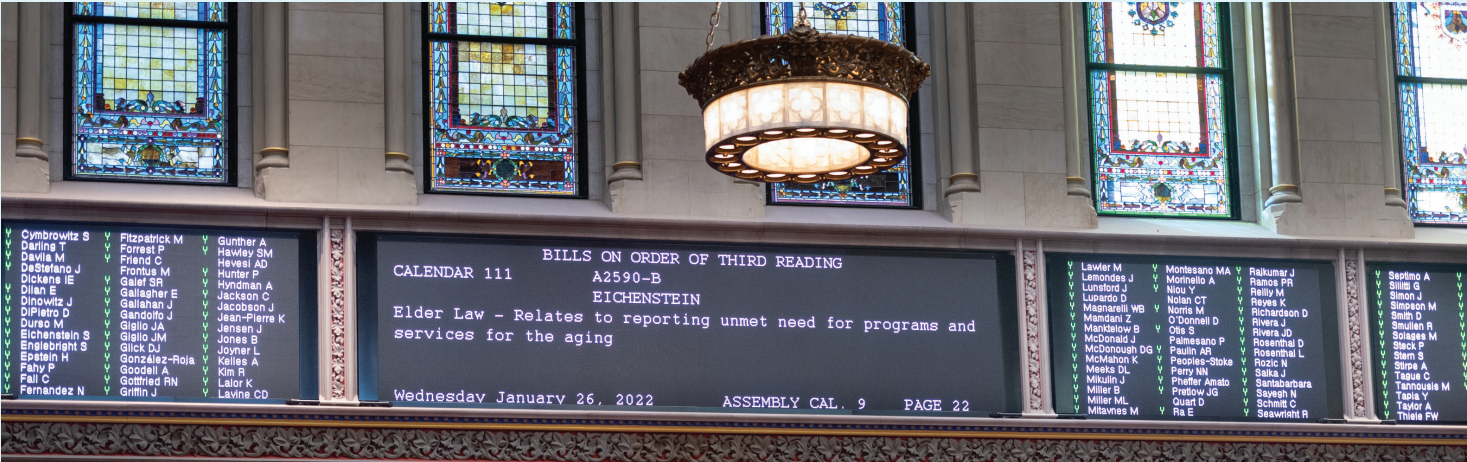 Cymbrowitz S
Darling T
Davila M
DeStefano J
Dickens IE
Dilan E
Dinowitz J
DiPietro D
Durso M
Eichenstein S
Englebright S
Epstein H
Fahy P
Fall C
Fernandez N
Fitzpatrick M
Forrest P
Friend C
Frontus M
Galef SR
Gallagher E
Gallahan J
Gandolfo J
Giglio JA
Giglio JM
Glick DJ
González-Roja
Goodell A
Gottfried RN
Griffin J
Gunther A
Hawley SM
Hevesi AD
Hunter P
Hyndman A
Jackson C
Jacobson J
Jean-Pierre K
Jensen J
Jones B
Joyner L
Kelles A
Kim R
Lalor K
Lavine CD
BILLS ON ORDER OF THIRD READING
CALENDAR 111 A2590-B
EICHENSTEIN
Elder Law - Relates to reporting unmet need for programs and
services for the aging
Wednesday January 26, 2022 ASSEMBLY CAL. 9 PAGE 22
Lawler M
Lemondes J
Lunsford J
Lupardo D
Magnarelli WB
Mamdani Z
Manktelow B
McDonald J
McDonough DG
McMahon K
Meeks DL
Mikulin J
Miller B
Miller ML
Mitaynes M
Montesano MA
Morinello A
Niou Y
Nolan CT
Norris M
O'Donnell D
Otis S
Palmesano P
Paulin AR
Peoples-Stoke
Perry NN
Pheffer Amato
Pretlow JG
Quart D
Ra E
Rajkumar J
Ramos PR
Reilly M
Reyes K
Richardson D
Rivera J
Rivera JD
Rosenthal D
Rosenthal L
Rozic N
Salka J
Santabarbara
Sayegh N
Schmitt C
Seawright R
Septimo A
Sillitti G
Simon J
Simpson M
Smith D
Smullen R
Solages M
Steck P
Stern S
Stirpe A
Tague C
Tannousis M
Tapia Y
Taylor A
Thiele FW